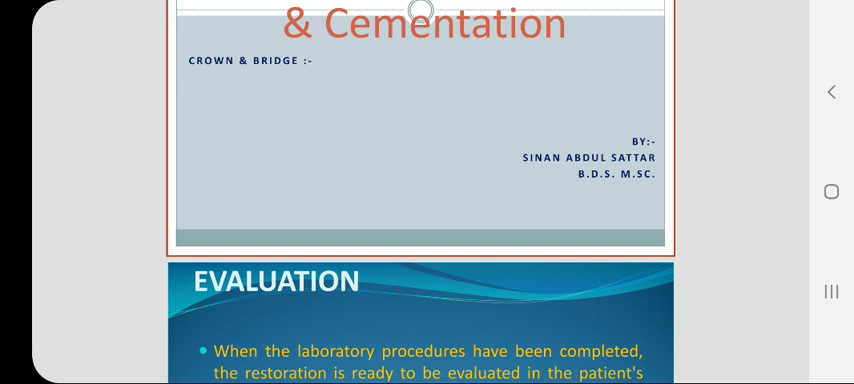 & Cementation
CROWN & BRIDGE :-
BY:-
SINAN ABDUL SATTAR
B.D.S. M.SC.
EVALUATION
• When the laboratory procedures have been completed,
the restoration is ready to be evaluated in the patient's